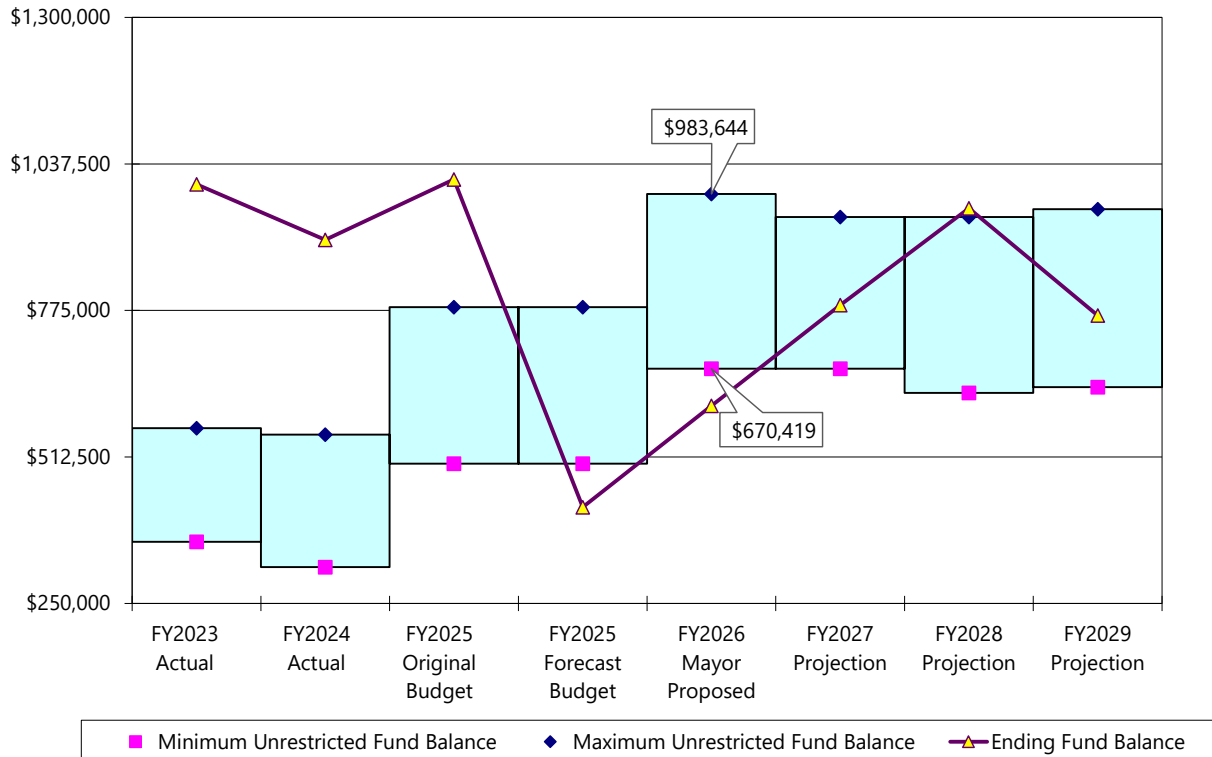 $1,300,000
$1,037,500
$775,000
$512,500
$250,000
$983,644
$670,419
FY2023
Actual
FY2024
Actual
FY2025
Original
Budget
FY2025
Forecast
Budget
FY2026
Mayor
Proposed
FY2027
Projection
FY2028
Projection
FY2029
Projection
Minimum Unrestricted Fund Balance
Maximum Unrestricted Fund Balance
Ending Fund Balance